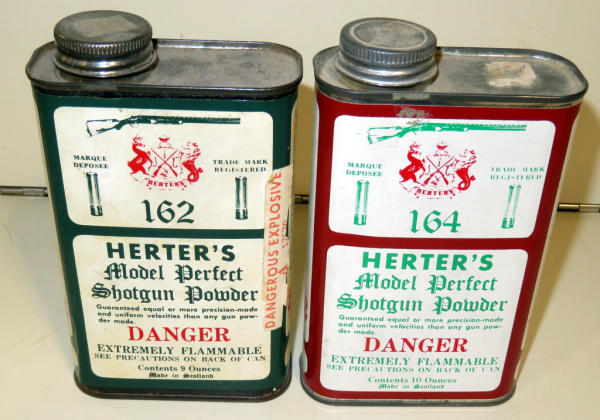 MARQUE
DEPOSEE
TRADE MARK
REGISTERED
HERTER'S
162
HERTER'S
Model Perfect
Shotgun Powder
Guaranteed equal or more precision-made
and uniform velocities than any gun pow-
der made.
DANGER
EXTREMELY FLAMMABLE
SEE PRECAUTIONS ON BACK OF CAN
Contents 9 Ounces
Made in Scotland
DANGEROUS EXPLOSIVE
MARQUE
DEPOSEE
TRADE MARK
REGISTERED
HERTER'S
164
HERTER'S
Model Perfect
Shotgun Powder
Guaranteed equal or more precision-made
and uniform velocities than any gun pow-
der made.
DANGER
EXTREMELY FLAMMABLE
SEE PRECAUTIONS ON BACK OF CAN
Contents 10 Ounces
Made in Scotland